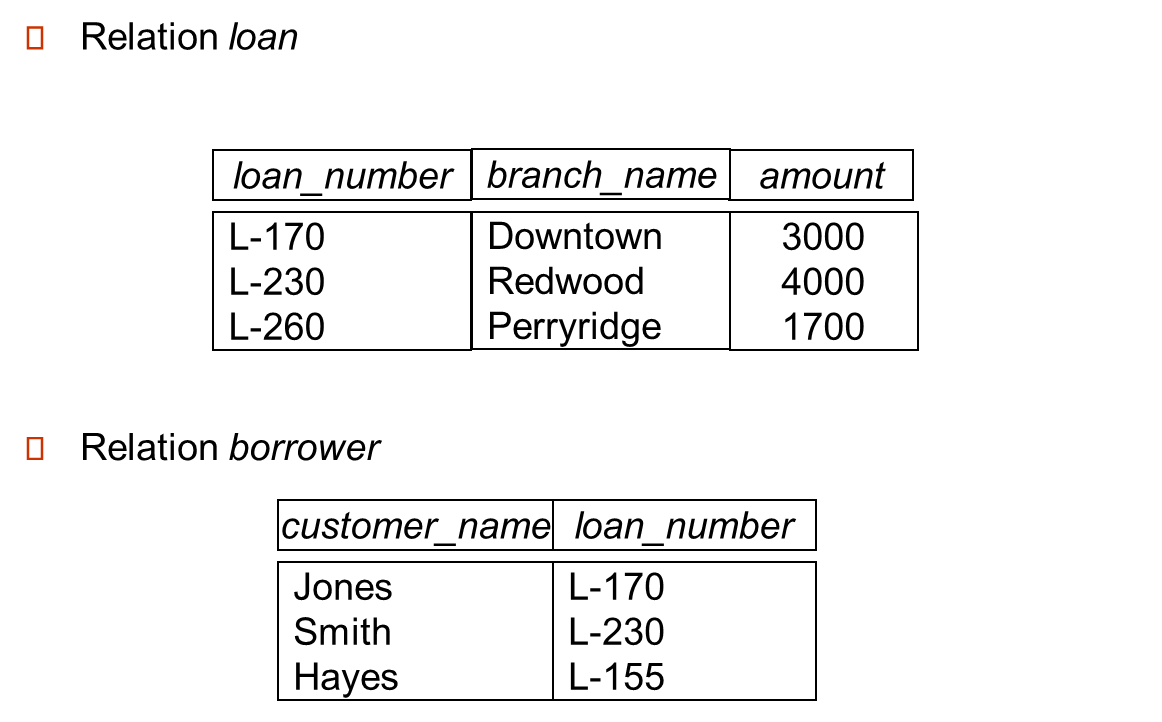 Relation loan
loan_number branch_name amount
L-170 Downtown 3000
L-230 Redwood 4000
L-260 Perryridge 1700
Relation borrower
customer_name loan_number
Jones L-170
Smith L-230
Hayes L-155